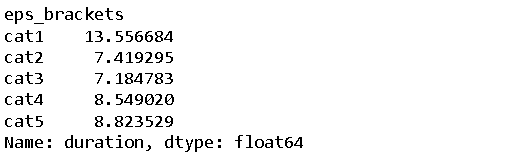 eps_brackets
cat1    13.556684
cat2     7.419295
cat3     7.184783
cat4     8.549020
cat5     8.823529
Name: duration, dtype: float64